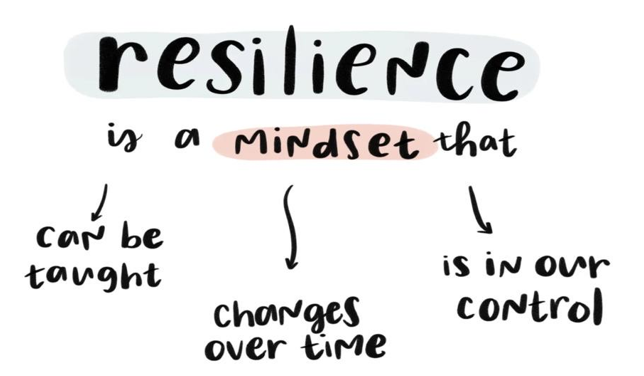 resilience
is a mindset that
can be
taught
changes
over time
is in our
control